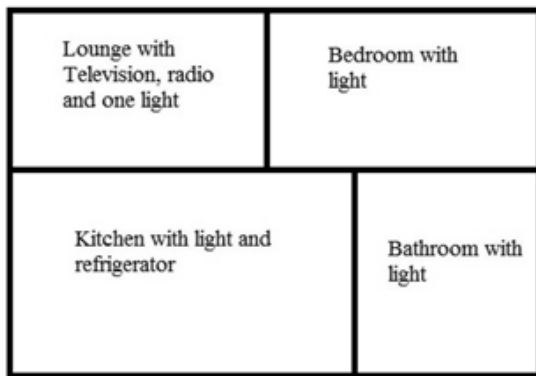 Lounge with
Television, radio
and one light
Bedroom with
light
Kitchen with light and
refrigerator
Bathroom with
light